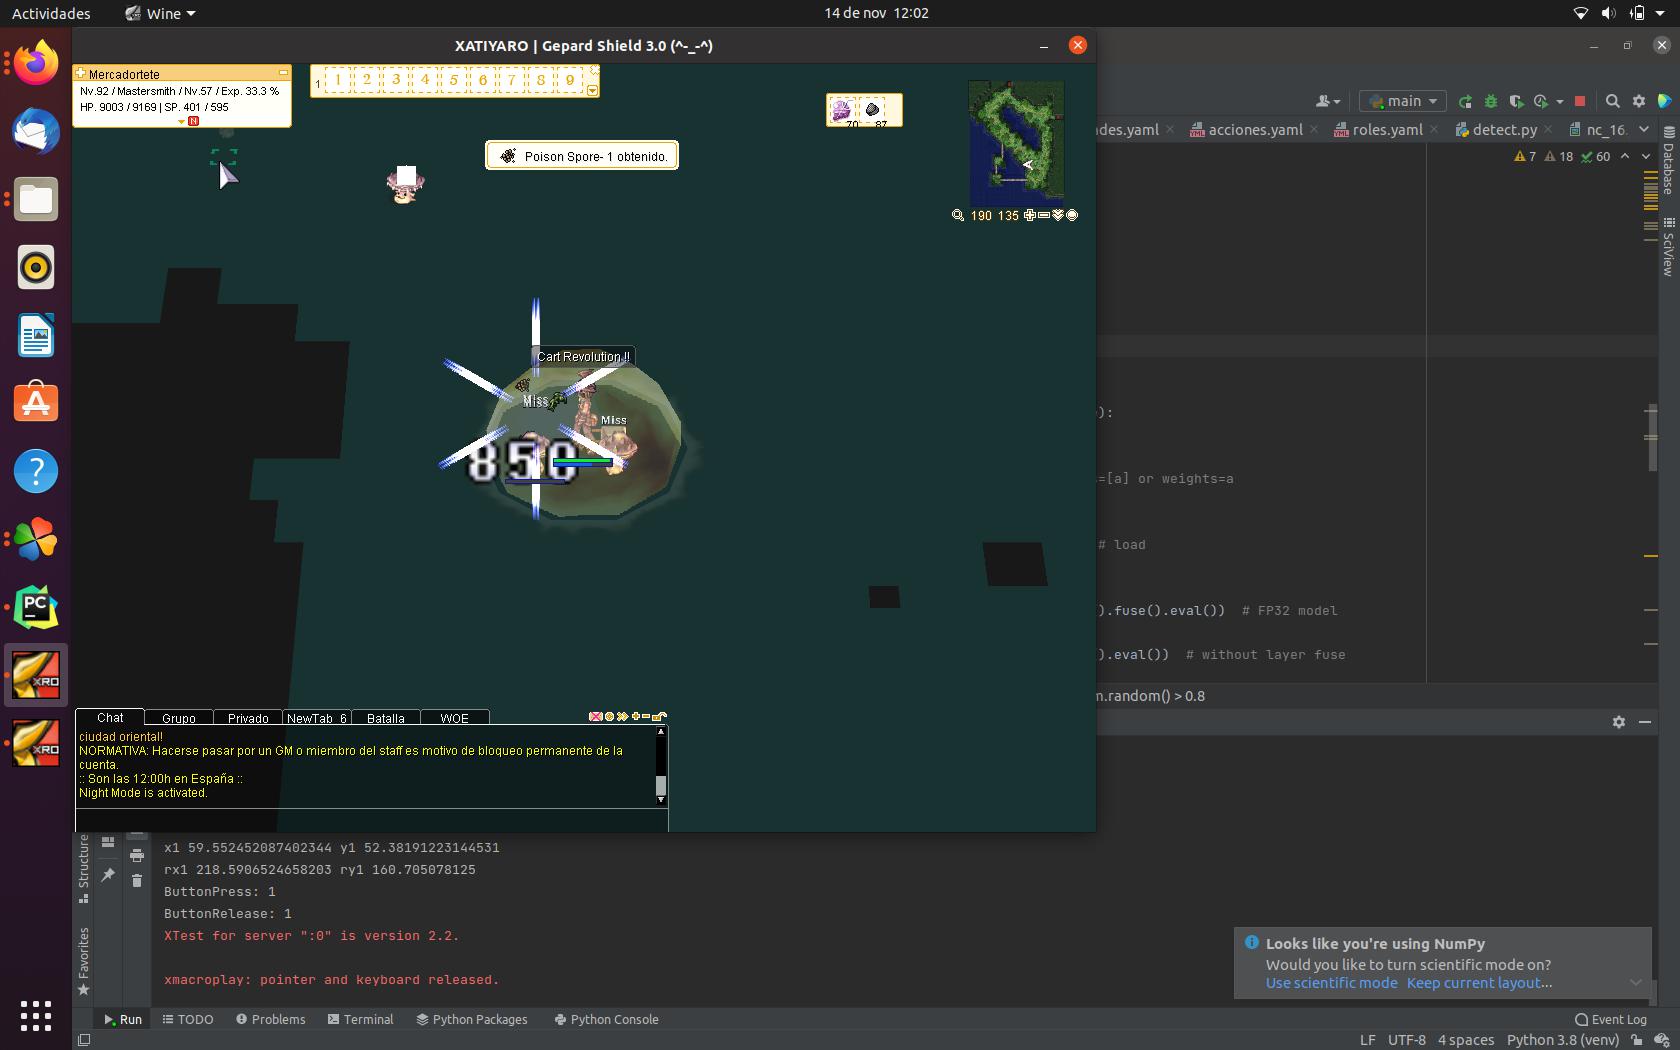 Actividades
Wine
14 de nov 12:02
XATIYARO | Gepard Shield 3.0 (^-_-^)
Mercadortete
Nv.92 / Mastersmith / Nv.57 / Exp. 33.3 %
HP. 9003 / 9169 | SP. 401 / 595
N
1
1 2 3 4 5 6 7 8 9
70 87
Poison Spore- 1 obtenido.
190 135
main
des.yaml
acciones.yaml
roles.yaml
detect.py
nc_16.
7 18 60
Database
SciView
Cart Revolution !!
Miss
Miss
850
):
=[a] or weights=a
# load
).fuse().eval()) # FP32 model
).eval()) # without layer fuse
m.random() > 0.8
PC
XRO
XRO
Chat
Grupo
Privado
NewTab_6
Batalla
WOE
ciudad oriental!
NORMATIVA: Hacerse pasar por un GM o miembro del staff es motivo de bloqueo permanente de la
cuenta.
:: Son las 12:00h en España ::
Night Mode is activated.
Structure
Favorites
x1 59.552452087402344 y1 52.38191223144531
rx1 218.5906524658203 ry1 160.705078125
ButtonPress: 1
ButtonRelease: 1
XTest for server ":0" is version 2.2.
xmacroplay: pointer and keyboard released.
Looks like you're using NumPy
Would you like to turn scientific mode on?
Use scientific mode Keep current layout...
Run
TODO
Problems
Terminal
Python Packages
Python Console
Event Log
LF UTF-8 4 spaces Python 3.8 (venv)